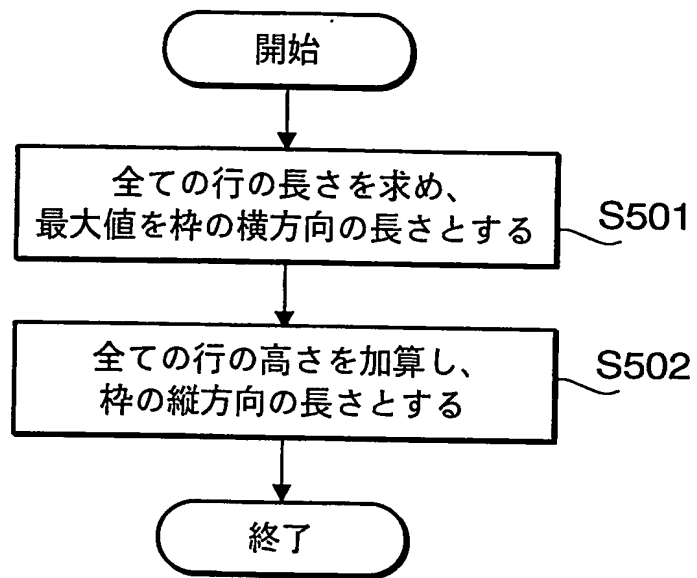 開始
全ての行の長さを求め、
最大値を枠の横方向の長さとする
S501
全ての行の高さを加算し、
枠の縦方向の長さとする
S502
終了